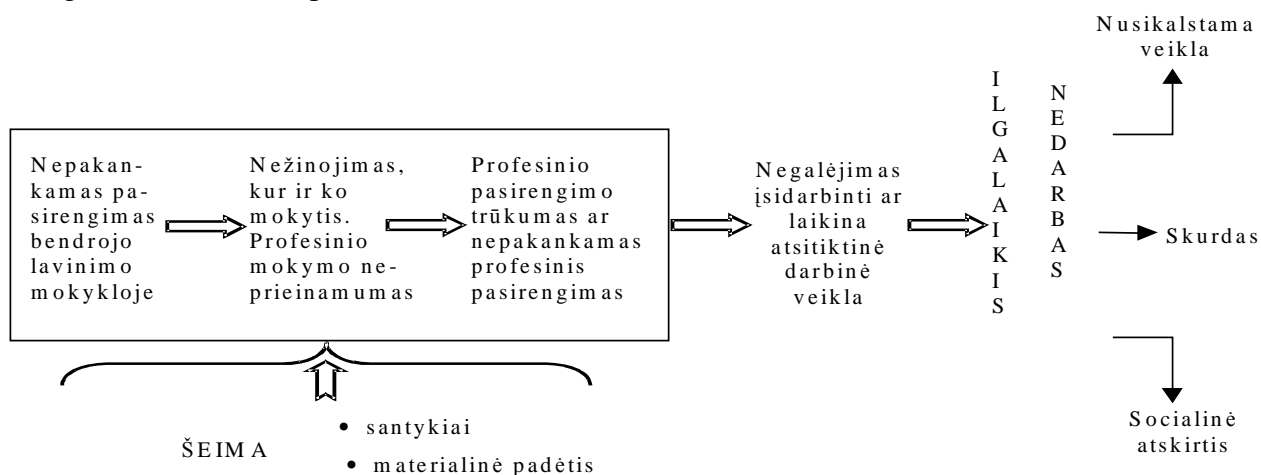 Nusikalstama
veikla
Nepakan-
kamas pa-
sirengimas
bendrojo
lavinimo
mokykloje
Nežinojimas,
kur ir ko
mokytis.
Profesinio
mokymo ne-
prieinamumas
Profesinio
pasirengimo
trūkumas ar
nepakankamas
profesinis
pasirengimas
Negalėjimas
įsidarbinti ar
laikina
atsitiktinė
darbinė
veikla
ILGALAIKIS
NEDARBAS
Skurdas
Socialinė
atskirtis
ŠEIMA
• santykiai
• materialinė padėtis